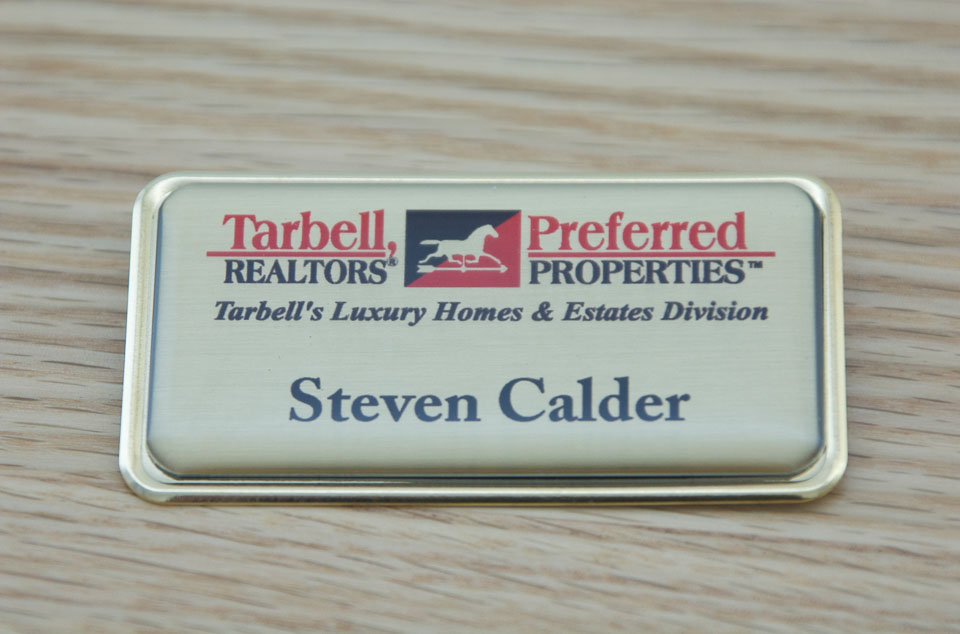 Tarbell, Preferred
REALTORS® PROPERTIES™
Tarbell's Luxury Homes & Estates Division
Steven Calder